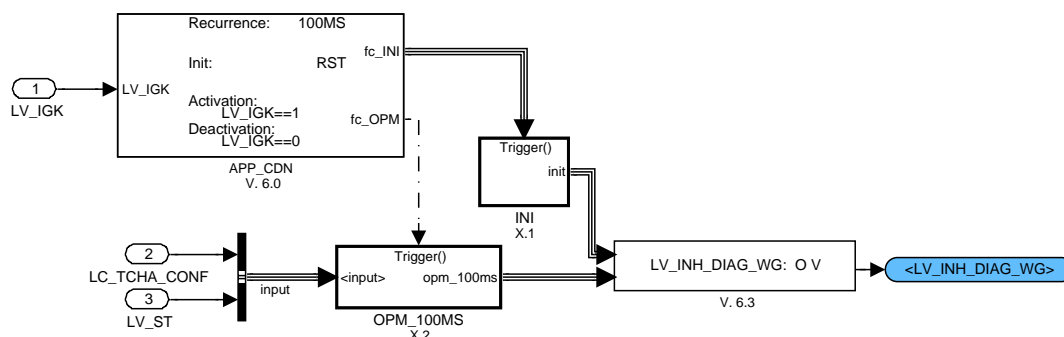 Recurrence: 100MS
fc_INI
Init: RST
1
LV_IGK
LV_IGK
Activation:
LV_IGK==1
fc_OPM
Deactivation:
LV_IGK==0
APP_CDN
V. 6.0
Trigger()
init
INI
X.1
2
LC_TCHA_CONF
3
LV_ST
input
Trigger()
<input> opm_100ms
OPM_100MS
X.2
LV_INH_DIAG_WG: O V
V. 6.3
<LV_INH_DIAG_WG>